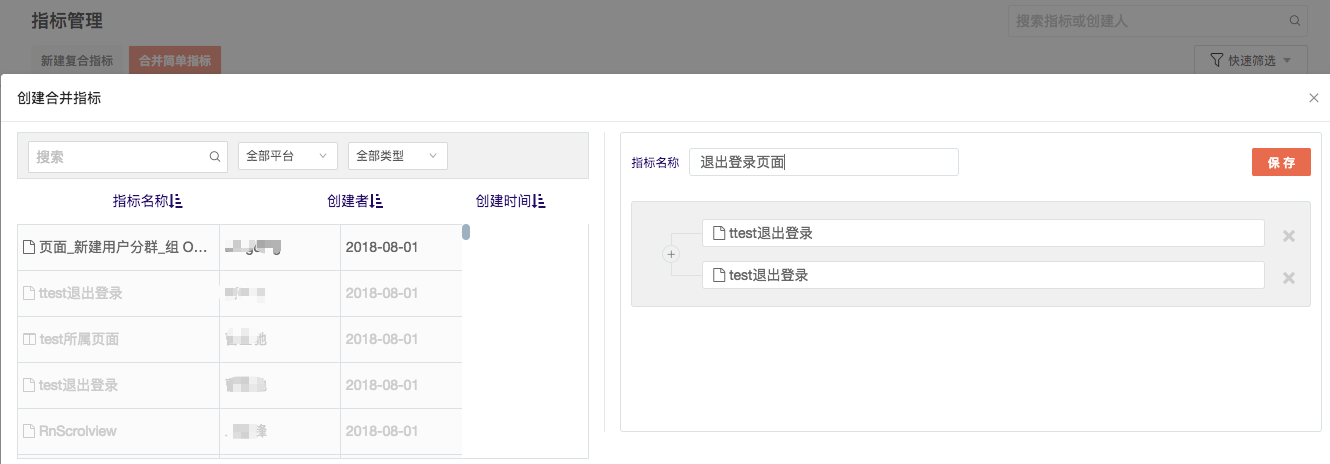 指标管理
搜索指标或创建人
新建复合指标 合并简单指标
快速筛选
创建合并指标
搜索 全部平台 全部类型
指标名称 创建者 创建时间
页面_新建用户分群_组 O... 2018-08-01
ttest退出登录 2018-08-01
test所属页面 2018-08-01
test退出登录 2018-08-01
RnScrolview 2018-08-01
指标名称 退出登录页面 保存
ttest退出登录
test退出登录